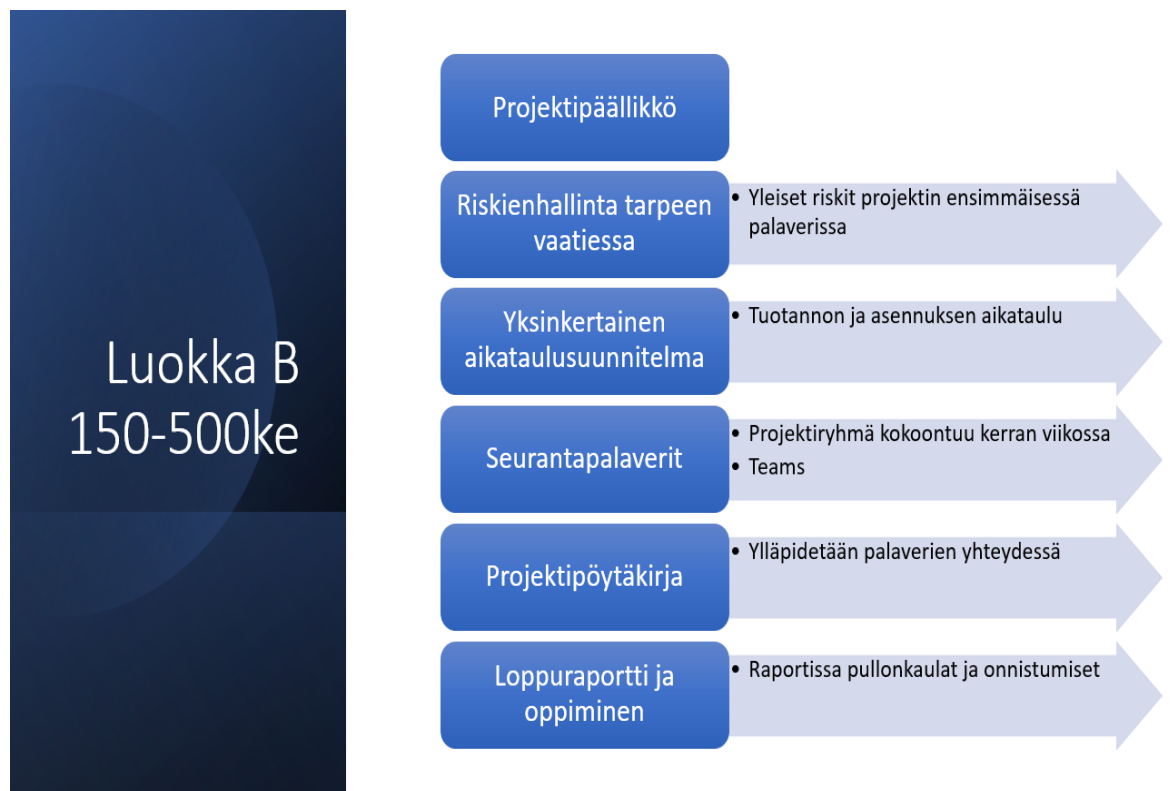 Luokka B
150-500ke
Projektipäällikkö
Riskienhallinta tarpeen
vaatiessa
• Yleiset riskit projektin ensimmäisessä
palaverissa
Yksinkertainen
aikataulusuunnitelma
• Tuotannon ja asennuksen aikataulu
Seurantapalaverit
• Projektiryhmä kokoontuu kerran viikossa
• Teams
Projektipöytäkirja
• Ylläpidetään palaverien yhteydessä
Loppuraportti ja
oppiminen
• Raportissa pullonkaulat ja onnistumiset